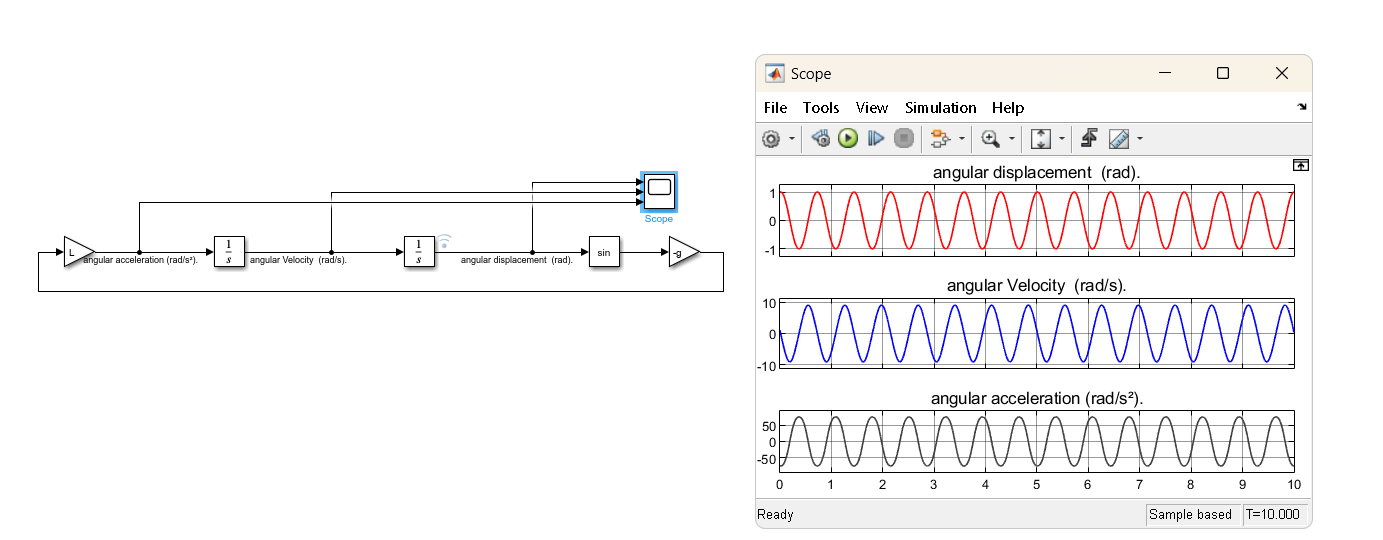 Scope
L
angular acceleration (rad/s²).
1
s
angular Velocity (rad/s).
1
s
angular displacement (rad).
sin
-g
Scope
File Tools View Simulation Help
angular displacement (rad).
1
0
-1
angular Velocity (rad/s).
10
0
-10
angular acceleration (rad/s²).
50
0
-50
0 1 2 3 4 5 6 7 8 9 10
Ready Sample based T=10.000